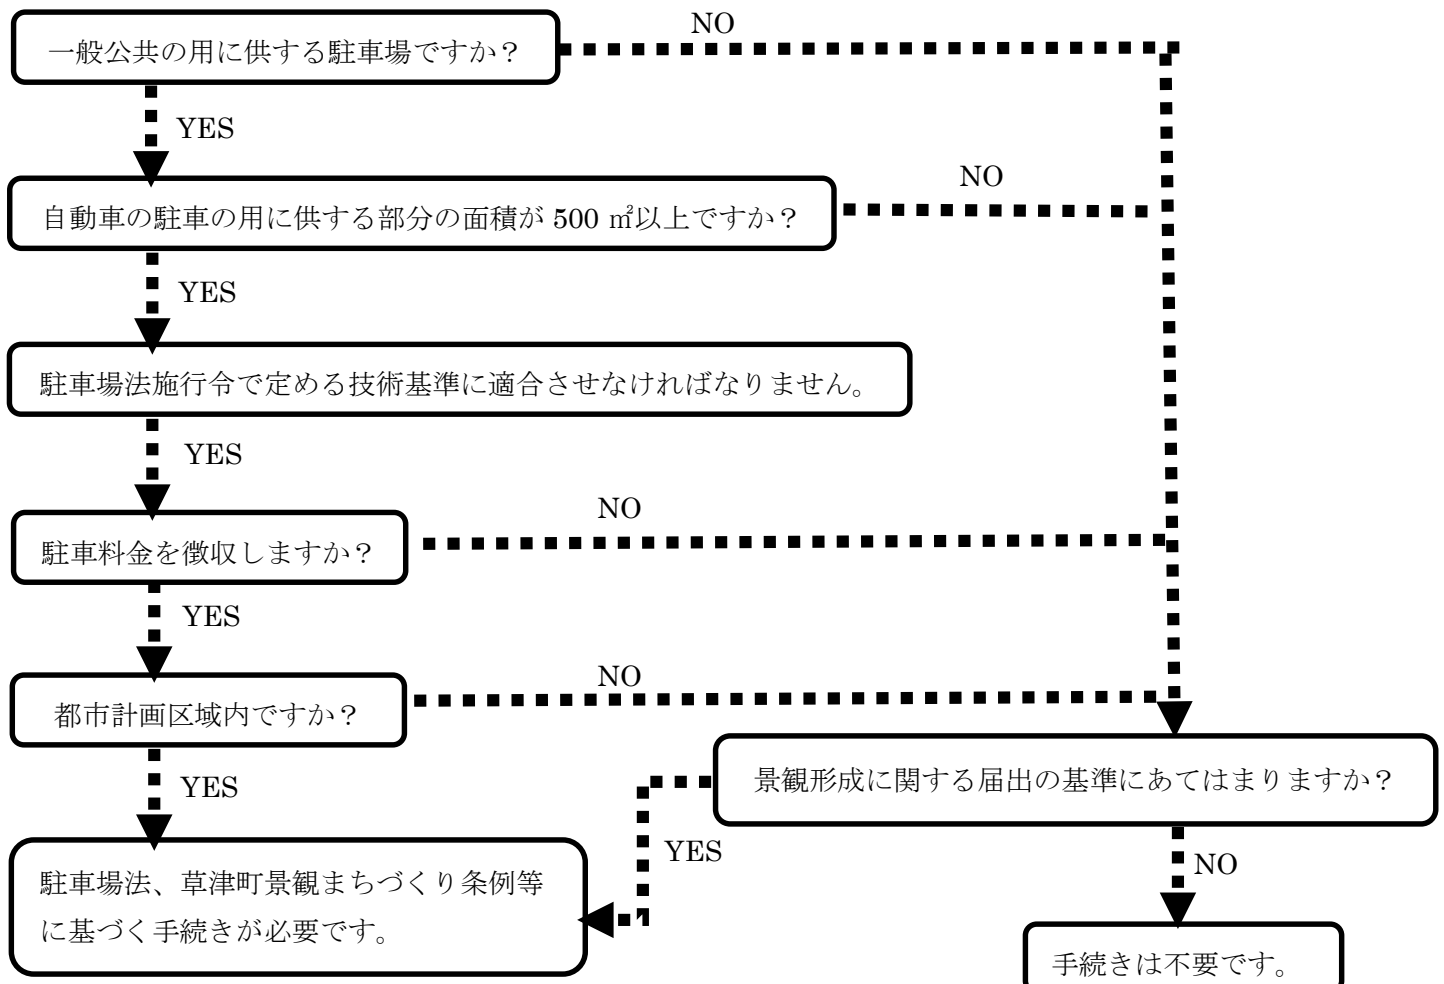 一般公共の用に供する駐車場ですか？
NO
YES
自動車の駐車の用に供する部分の面積が 500 ㎡以上ですか？
NO
YES
駐車場法施行令で定める技術基準に適合させなければなりません。
YES
駐車料金を徴収しますか？
NO
YES
都市計画区域内ですか？
NO
YES
景観形成に関する届出の基準にあてはまりますか？
YES
NO
駐車場法、草津町景観まちづくり条例等
に基づく手続きが必要です。
手続きは不要です。